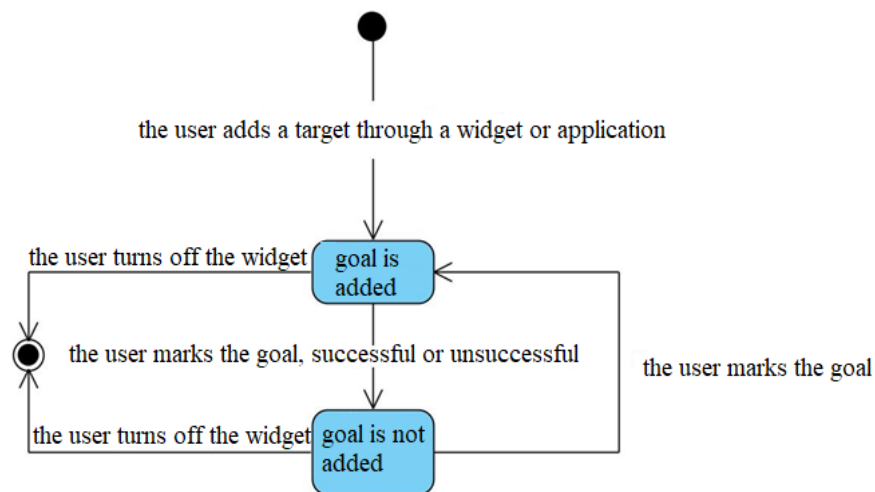 the user adds a target through a widget or application
the user turns off the widget
goal is
added
the user marks the goal, successful or unsuccessful
the user marks the goal
the user turns off the widget
goal is not
added